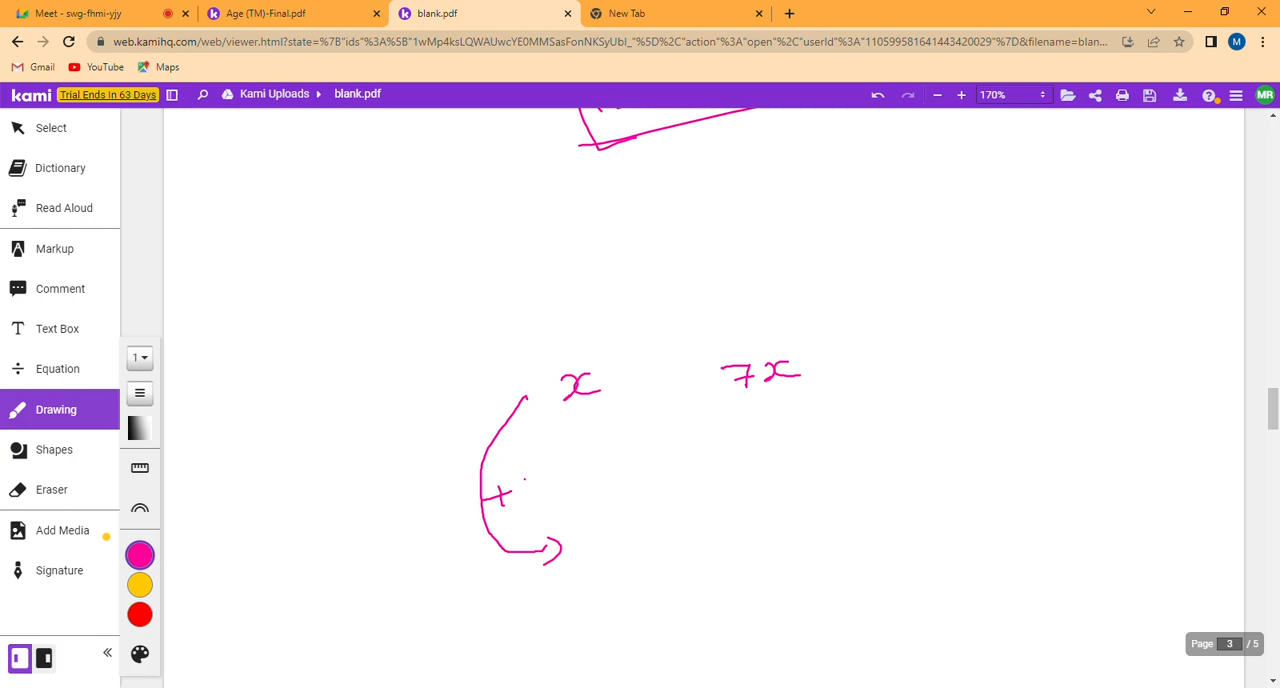 Meet - swg-fhmi-yjy
Age (TM)-Final.pdf
blank.pdf
New Tab
web.kamihq.com/web/viewer.html?state=%7B"ids"%3A%5B"1wMp4ksLQWAUwcYE0MMSasFonNKSyUbI_"%5D%2C"action"%3A"open"%2C"userId"%3A"110599581641443420029"%7D&filename=blan...
M
Gmail
YouTube
Maps
kami
Trial Ends In 63 Days
Kami Uploads
blank.pdf
170%
MR
Select
Dictionary
Read Aloud
Markup
Comment
Text Box
Equation
Drawing
Shapes
Eraser
Add Media
Signature
1
x 7x
+
Page 3 / 5